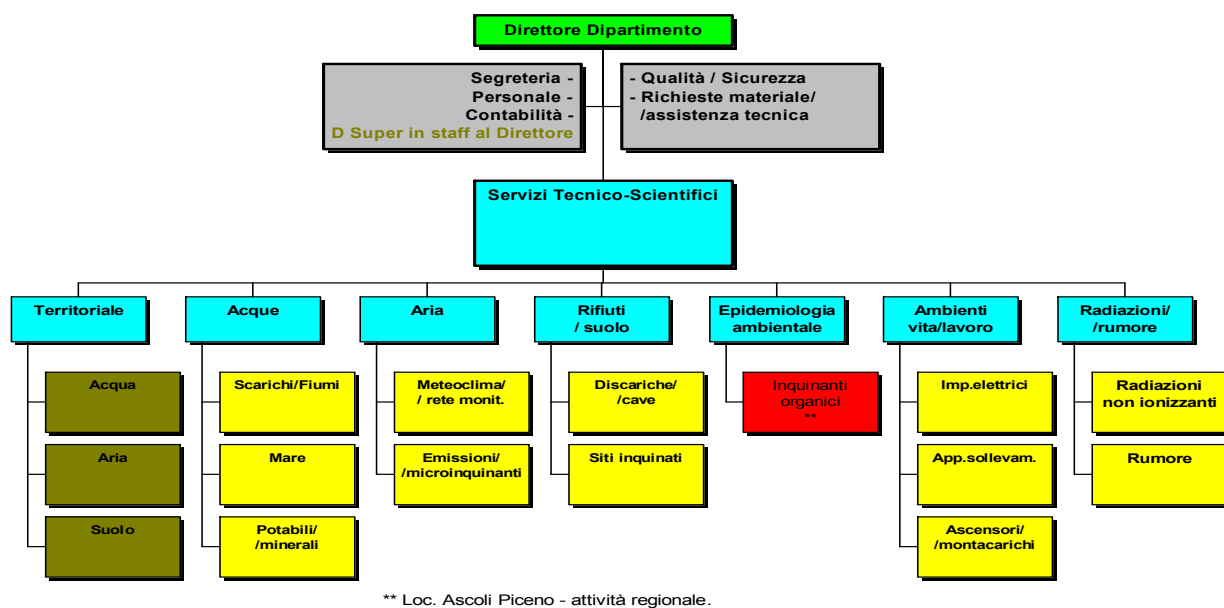 Direttore Dipartimento
Segreteria -
Personale -
Contabilità -
D Super in staff al Direttore
- Qualità / Sicurezza
- Richieste materiale/
/assistenza tecnica
Servizi Tecnico-Scientifici
Territoriale
Acque
Aria
Rifiuti
/ suolo
Epidemiologia
ambientale
Ambienti
vita/lavoro
Radiazioni/
/rumore
Acqua
Scarichi/Fiumi
Meteoclima/
/ rete monit.
Discariche/
/cave
Inquinanti
organici
**
Imp.elettrici
Radiazioni
non ionizzanti
Aria
Mare
Emissioni/
/microinquinanti
Siti inquinati
App.sollevam.
Rumore
Suolo
Potabili/
/minerali
Ascensori/
/montacarichi
** Loc. Ascoli Piceno - attività regionale.